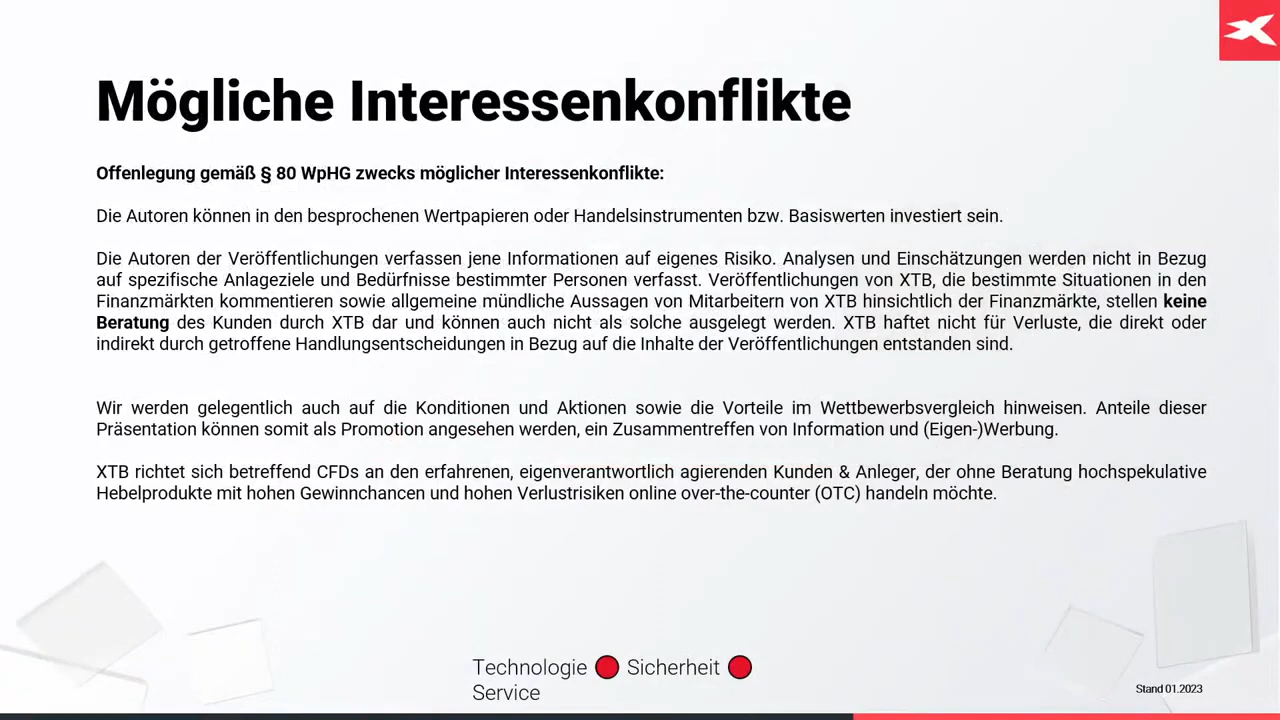 Mögliche Interessenkonflikte
Offenlegung gemäß § 80 WpHG zwecks möglicher Interessenkonflikte:
Die Autoren können in den besprochenen Wertpapieren oder Handelsinstrumenten bzw. Basiswerten investiert sein.
Die Autoren der Veröffentlichungen verfassen jene Informationen auf eigenes Risiko. Analysen und Einschätzungen werden nicht in Bezug
auf spezifische Anlageziele und Bedürfnisse bestimmter Personen verfasst. Veröffentlichungen von XTB, die bestimmte Situationen in den
Finanzmärkten kommentieren sowie allgemeine mündliche Aussagen von Mitarbeitern von XTB hinsichtlich der Finanzmärkte, stellen keine
Beratung des Kunden durch XTB dar und können auch nicht als solche ausgelegt werden. XTB haftet nicht für Verluste, die direkt oder
indirekt durch getroffene Handlungsentscheidungen in Bezug auf die Inhalte der Veröffentlichungen entstanden sind.
Wir werden gelegentlich auch auf die Konditionen und Aktionen sowie die Vorteile im Wettbewerbsvergleich hinweisen. Anteile dieser
Präsentation können somit als Promotion angesehen werden, ein Zusammentreffen von Information und (Eigen-)Werbung.
XTB richtet sich betreffend CFDs an den erfahrenen, eigenverantwortlich agierenden Kunden & Anleger, der ohne Beratung hochspekulative
Hebelprodukte mit hohen Gewinnchancen und hohen Verlustrisiken online over-the-counter (OTC) handeln möchte.
Technologie Sicherheit
Service
Stand 01.2023